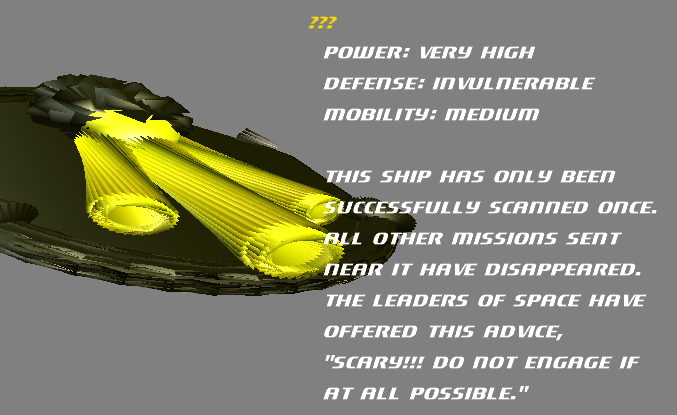 ???
POWER: VERY HIGH
DEFENSE: INVULNERABLE
MOBILITY: MEDIUM
THIS SHIP HAS ONLY BEEN
SUCCESSFULLY SCANNED ONCE.
ALL OTHER MISSIONS SENT
NEAR IT HAVE DISAPPEARED.
THE LEADERS OF SPACE HAVE
OFFERED THIS ADVICE,
"SCARY!!! DO NOT ENGAGE IF
AT ALL POSSIBLE."